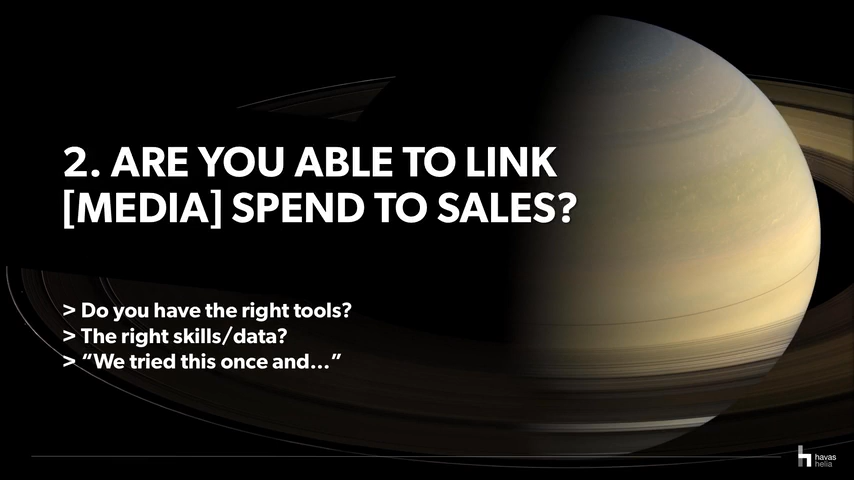 2. ARE YOU ABLE TO LINK
[MEDIA] SPEND TO SALES?
> Do you have the right tools?
> The right skills/data?
> “We tried this once and...”
havas
helia